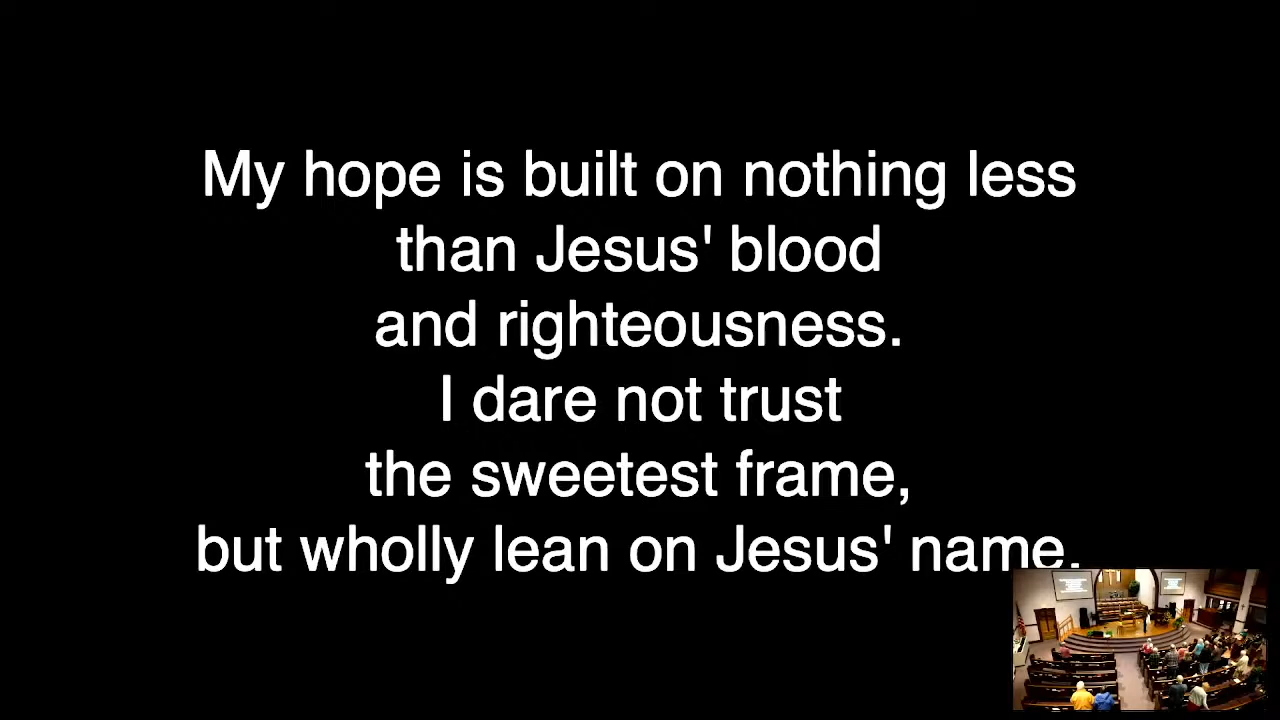 My hope is built on nothing less
than Jesus' blood
and righteousness.
I dare not trust
the sweetest frame,
but wholly lean on Jesus' name.